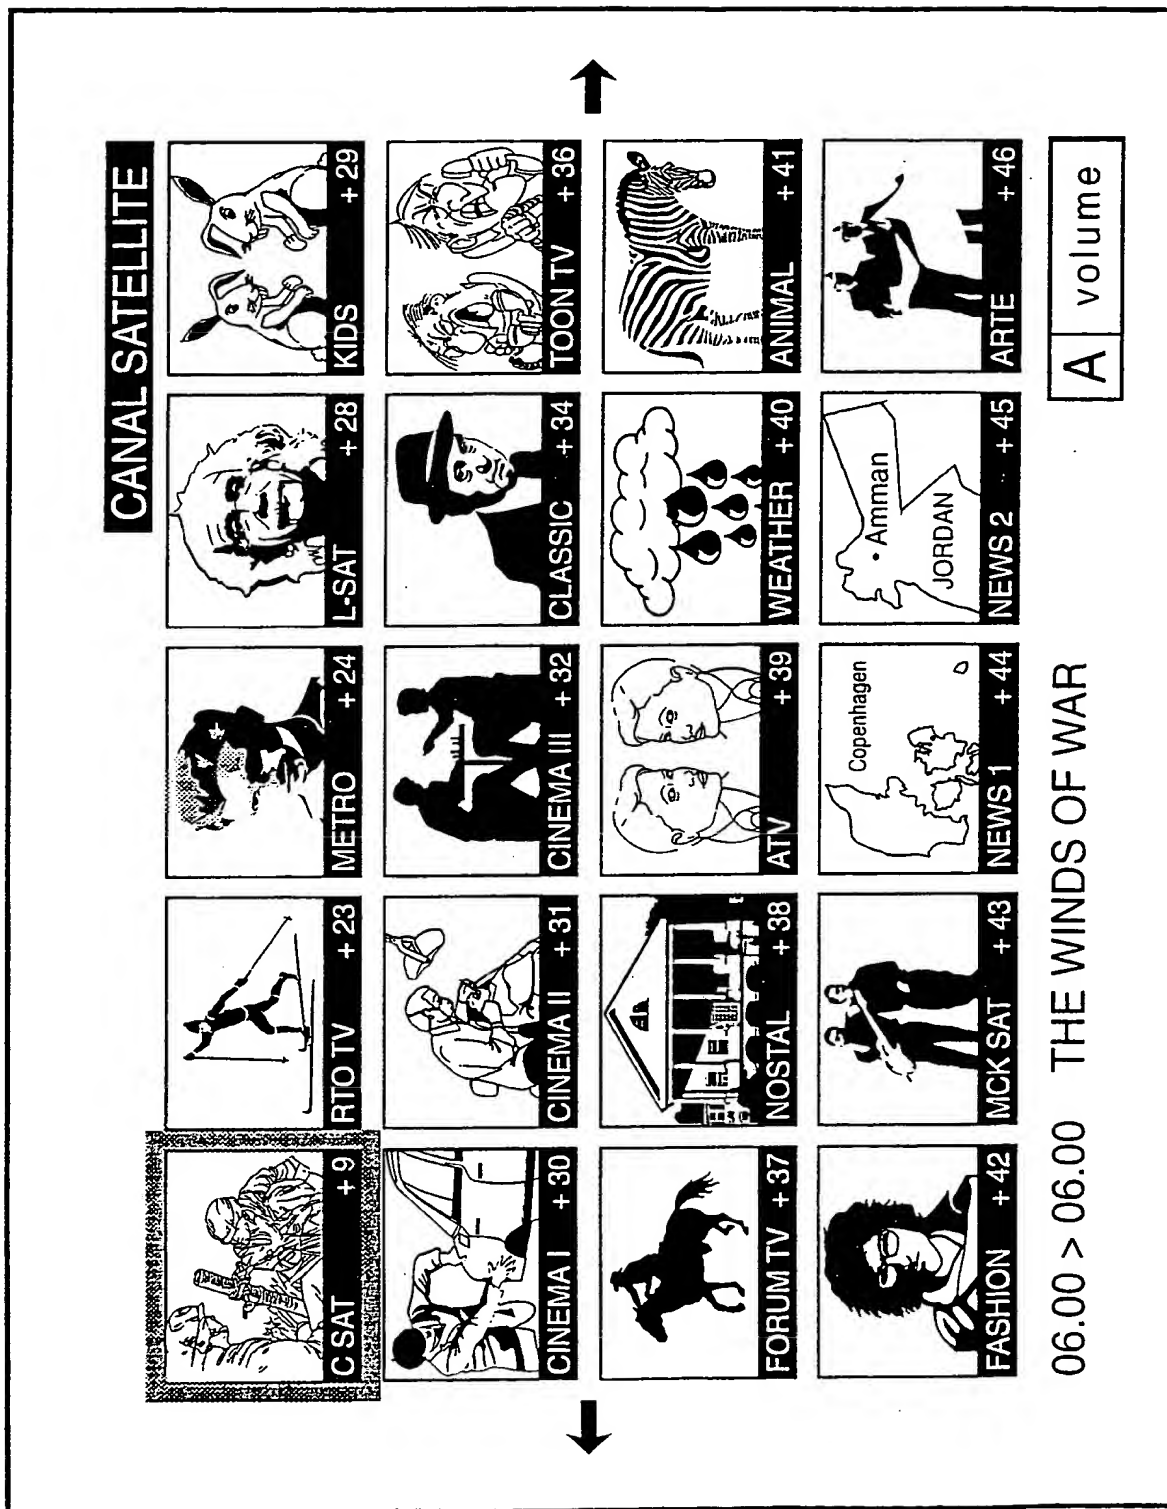 CANAL SATELLITE
C SAT +9
RTO TV +23
METRO +24
L-SAT +28
KIDS +29
CINEMA I +30
CINEMA II +31
CINEMA III +32
CLASSIC +34
TOON TV +36
FORUM TV +37
NOSTAL +38
ATV +39
WEATHER +40
ANIMAL +41
Copenhagen
Amman
JORDAN
FASHION +42
MCK SAT +43
NEWS 1 +44
NEWS 2 +45
ARTE +46
06.00 > 06.00 THE WINDS OF WAR
A volume